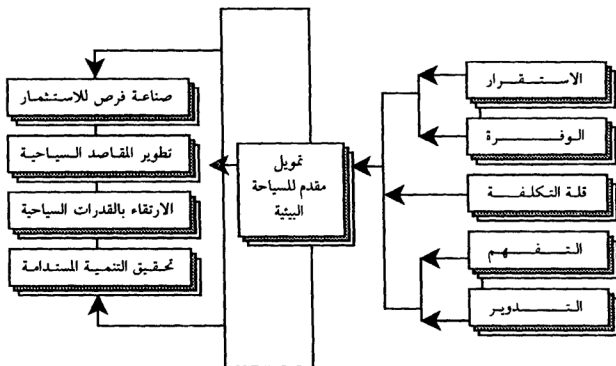 الاستقرار
الوفرة
قلة التكلفة
التفهم
التدوير
تمويل
مقدم للسياحة
البيئية
صناعة فرص للاستثمار
تطوير المقاصد السياحية
الارتقاء بالقدرات السياحية
تحقيق التنمية المستدامة